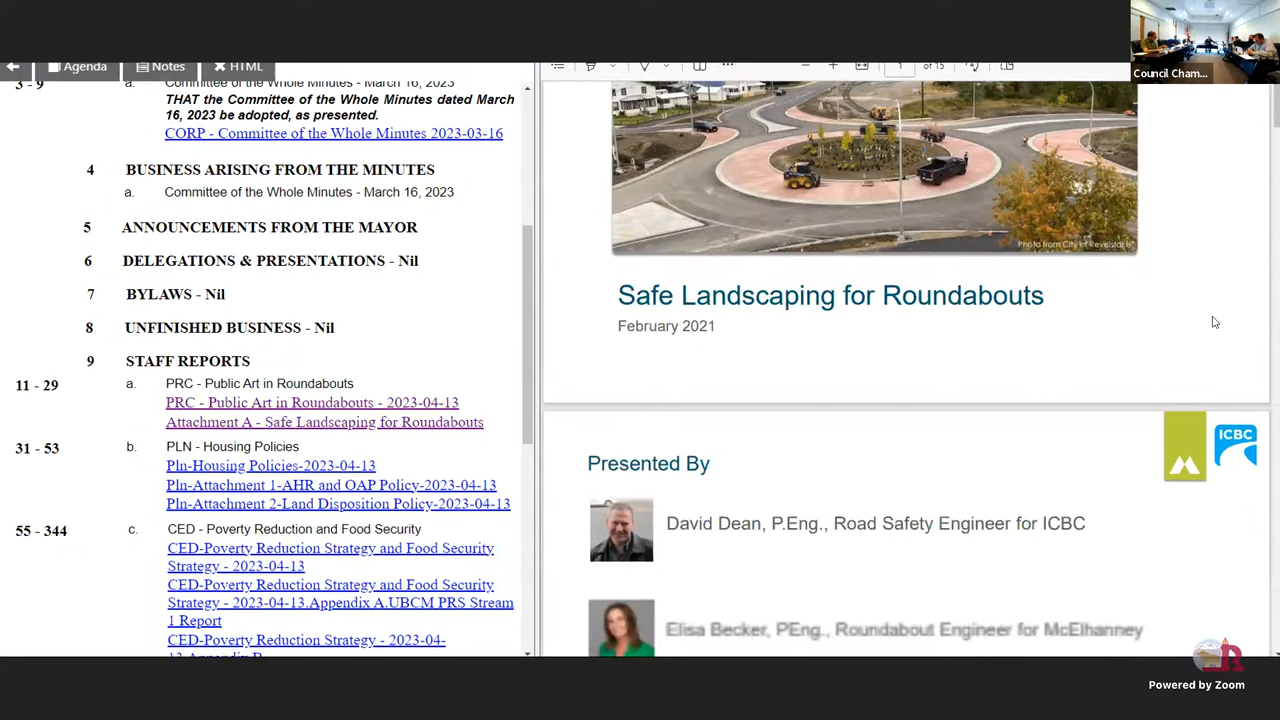 Council Cham...
Agenda
Notes
HTML
1 of 15
3 - 9
a. Committee of the Whole Minutes - March 16, 2023
THAT the Committee of the Whole Minutes dated March
16, 2023 be adopted, as presented.
CORP - Committee of the Whole Minutes 2023-03-16
4 BUSINESS ARISING FROM THE MINUTES
a. Committee of the Whole Minutes - March 16, 2023
5 ANNOUNCEMENTS FROM THE MAYOR
6 DELEGATIONS & PRESENTATIONS - Nil
7 BYLAWS - Nil
8 UNFINISHED BUSINESS - Nil
9 STAFF REPORTS
11 - 29
a. PRC - Public Art in Roundabouts
PRC - Public Art in Roundabouts - 2023-04-13
Attachment A - Safe Landscaping for Roundabouts
31 - 53
b. PLN - Housing Policies
Pln-Housing Policies-2023-04-13
Pln-Attachment 1-AHR and OAP Policy-2023-04-13
Pln-Attachment 2-Land Disposition Policy-2023-04-13
55 - 344
c. CED - Poverty Reduction and Food Security
CED-Poverty Reduction Strategy and Food Security
Strategy - 2023-04-13
CED-Poverty Reduction Strategy and Food Security
Strategy - 2023-04-13.Appendix A.UBCM PRS Stream
1 Report
CED-Poverty Reduction Strategy - 2023-04-
13.Appendix B
Photo from City of Revelstoke
Safe Landscaping for Roundabouts
February 2021
ICBC
Presented By
David Dean, P.Eng., Road Safety Engineer for ICBC
Elisa Becker, PEng., Roundabout Engineer for McElhanney
Powered by Zoom